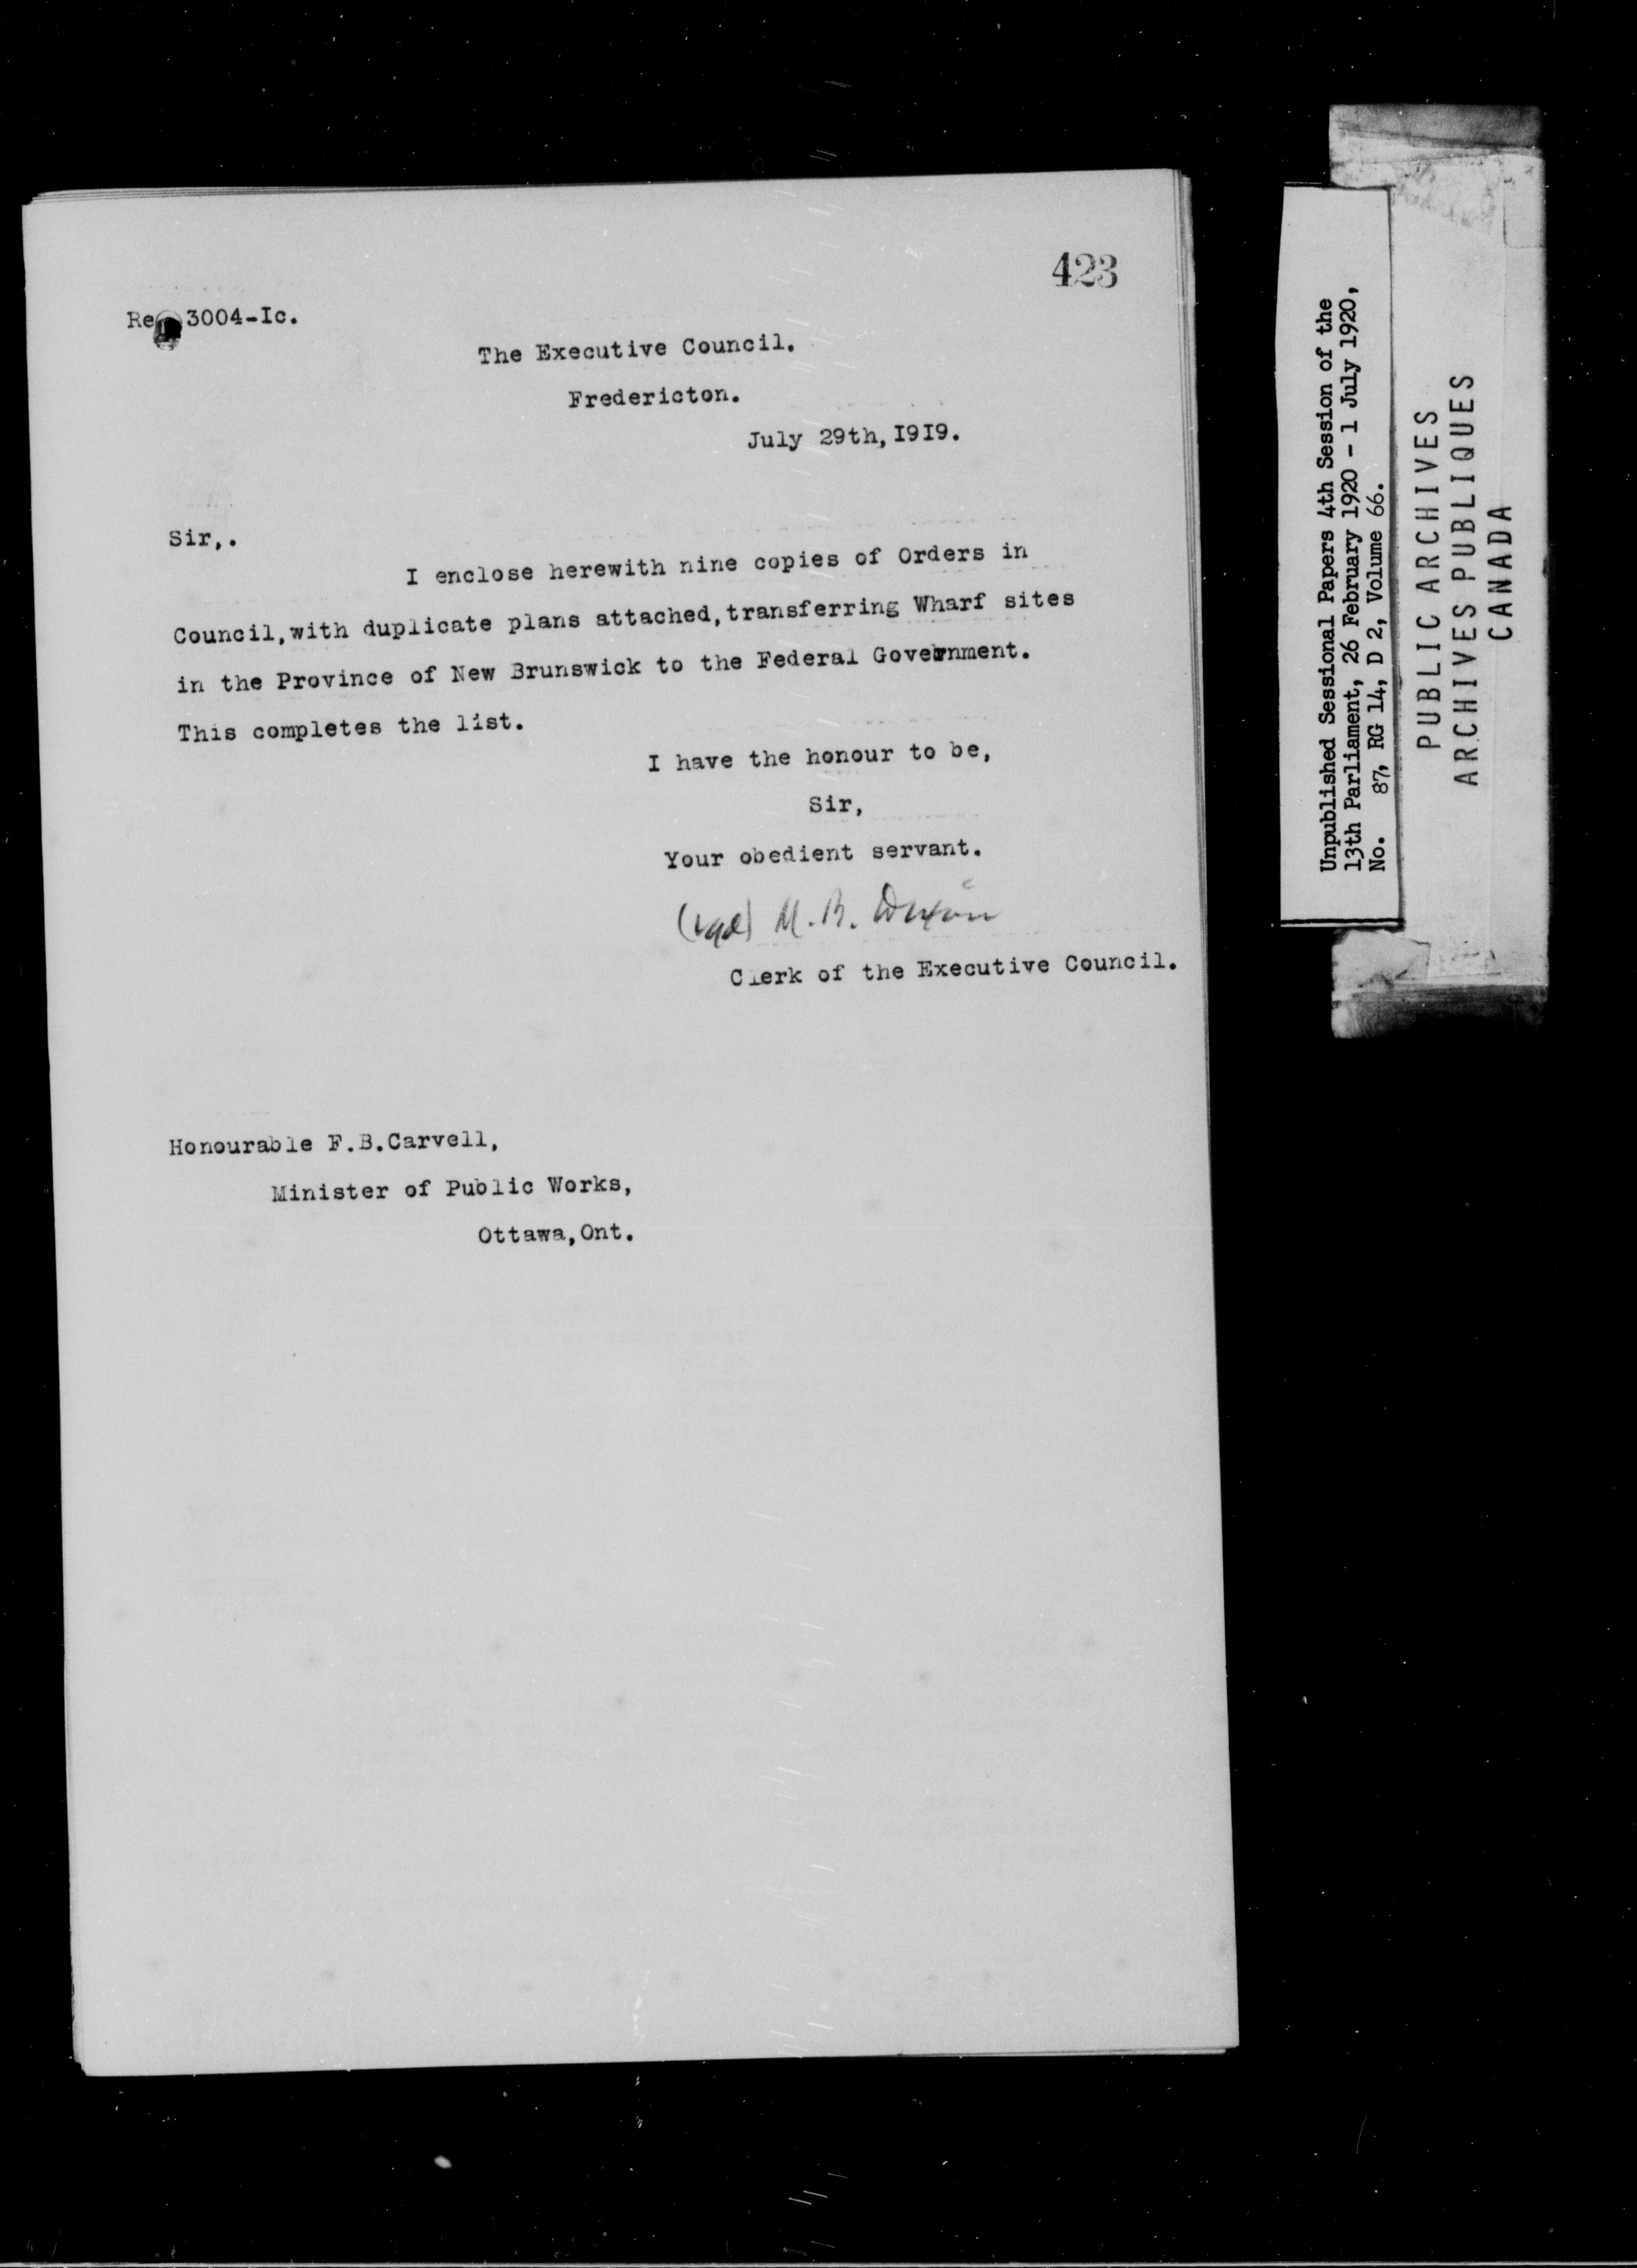 423
Re 3004-Ic.
The Executive Council.
Fredericton.
July 29th, I9I9.
Sir,.
I enclose herewith nine copies of Orders in
Council,with duplicate plans attached,transferring Wharf sites
in the Province of New Brunswick to the Federal Government.
This completes the list.
I have the honour to be,
Sir,
Your obedient servant.
(sgd) M. B. Dixon
Clerk of the Executive Council.
Honourable F.B.Carvell,
Minister of Public Works,
Ottawa,Ont.
Unpublished Sessional Papers 4th Session of the
13th Parliament, 26 February 1920 - 1 July 1920,
No. 87, RG 14, D 2, Volume 66.
PUBLIC ARCHIVES
ARCHIVES PUBLIQUES
CANADA